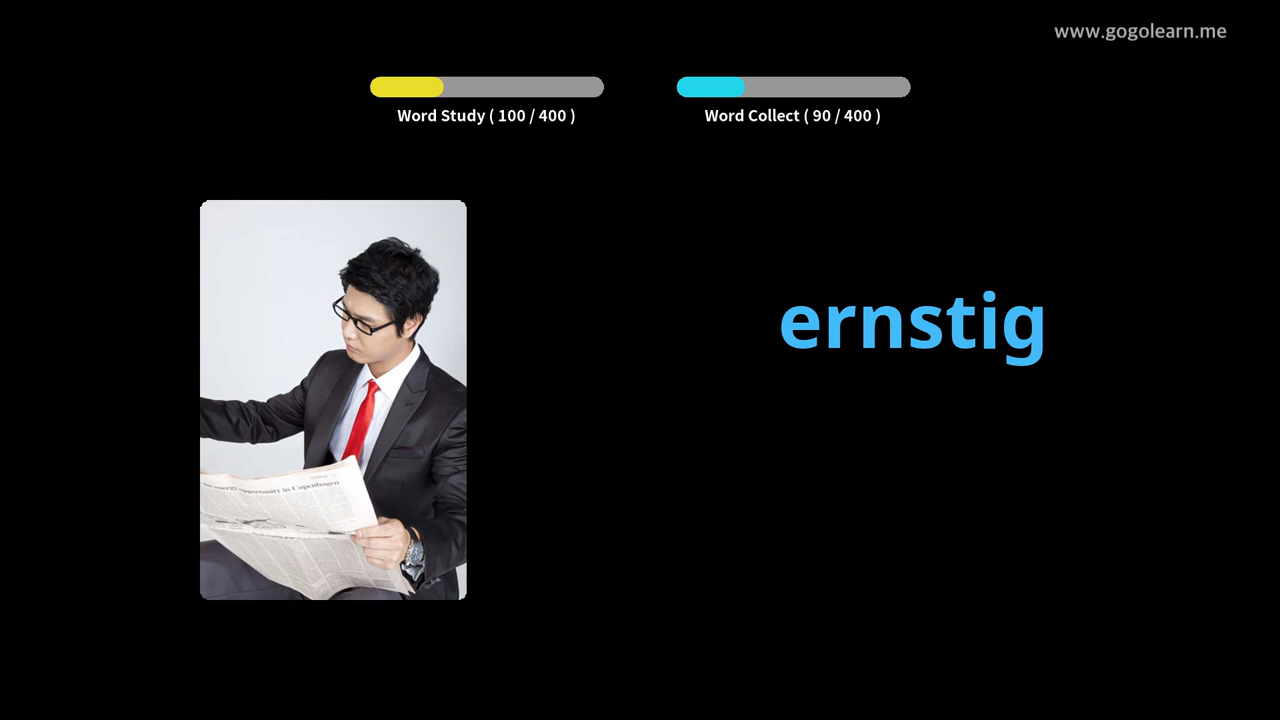 www.gogolearn.me
Word Study ( 100 / 400 )
Word Collect ( 90 / 400 )
ernstig
opportunity in Copenhagen